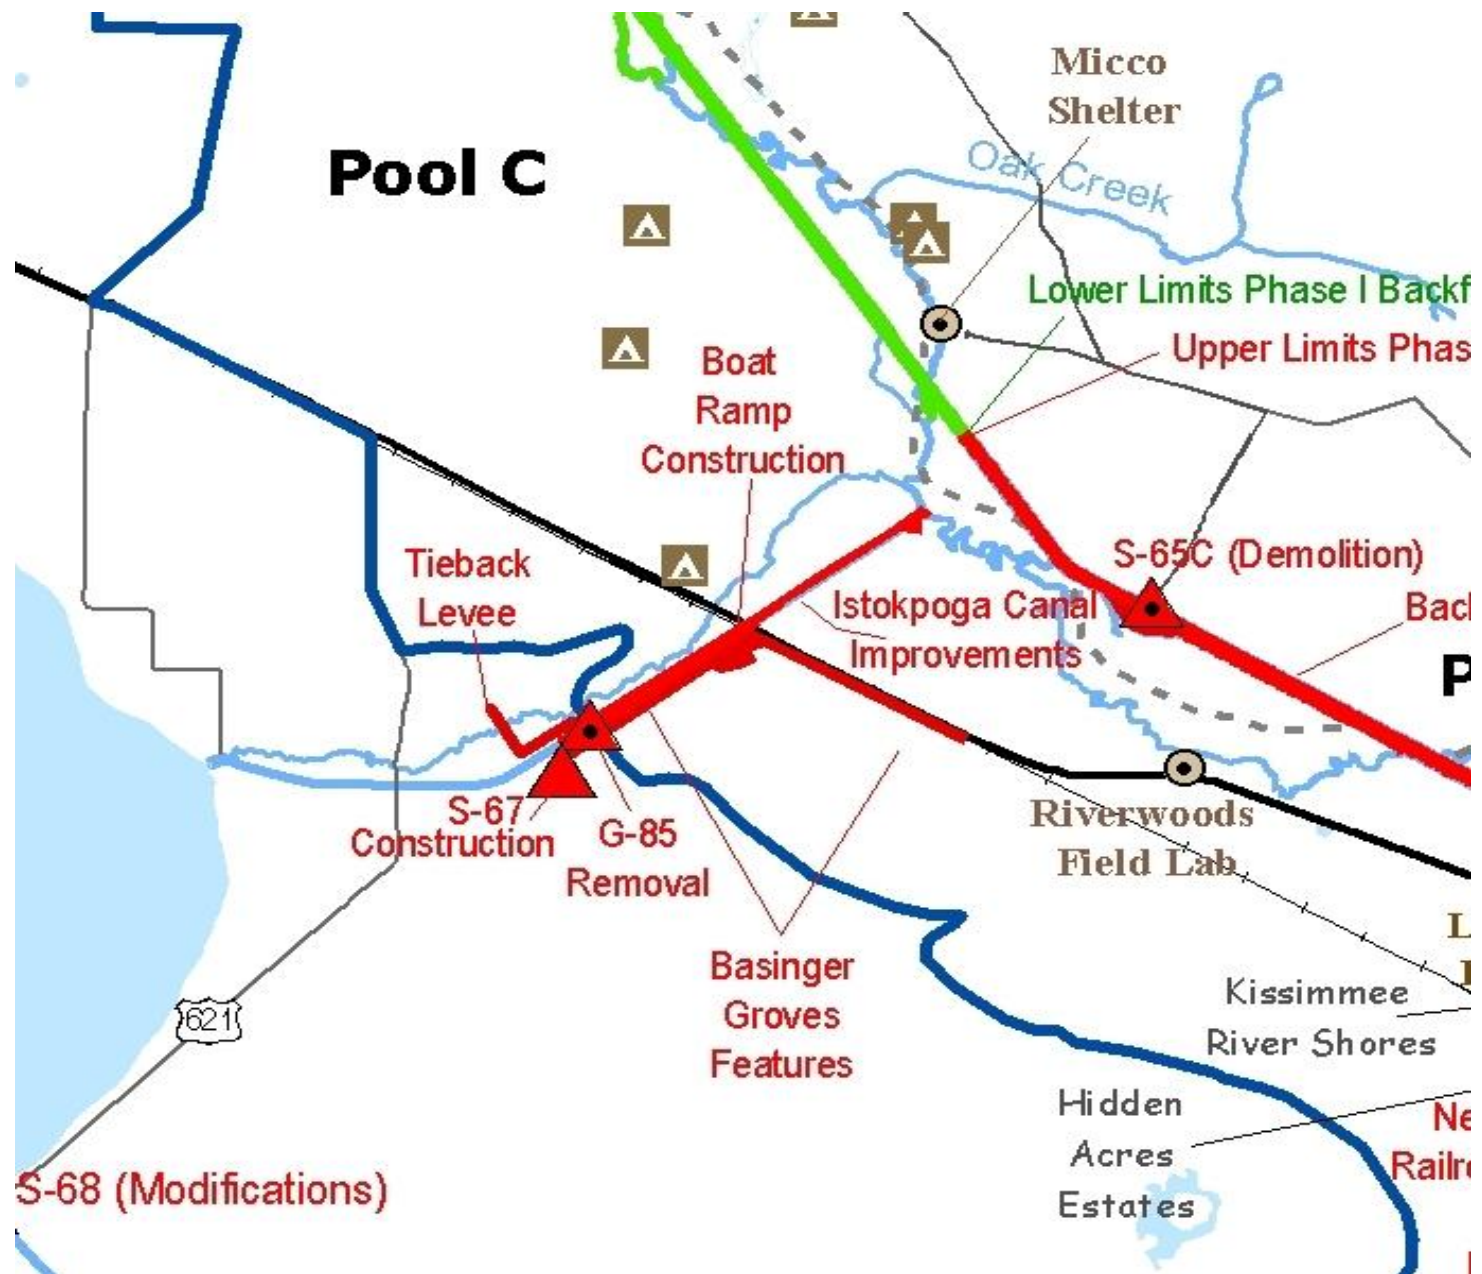 Micco
Shelter
Pool C
Oak Creek
Lower Limits Phase I Backf
Upper Limits Phas
Boat
Ramp
Construction
Tieback
Levee
S-65C (Demolition)
Istokpoga Canal
Improvements
Back
P
S-67
Construction
G-85
Removal
Riverwoods
Field Lab
Basinger
Groves
Features
L
Kissimmee
River Shores
621
Hidden
Acres
Estates
Ne
Railro
S-68 (Modifications)